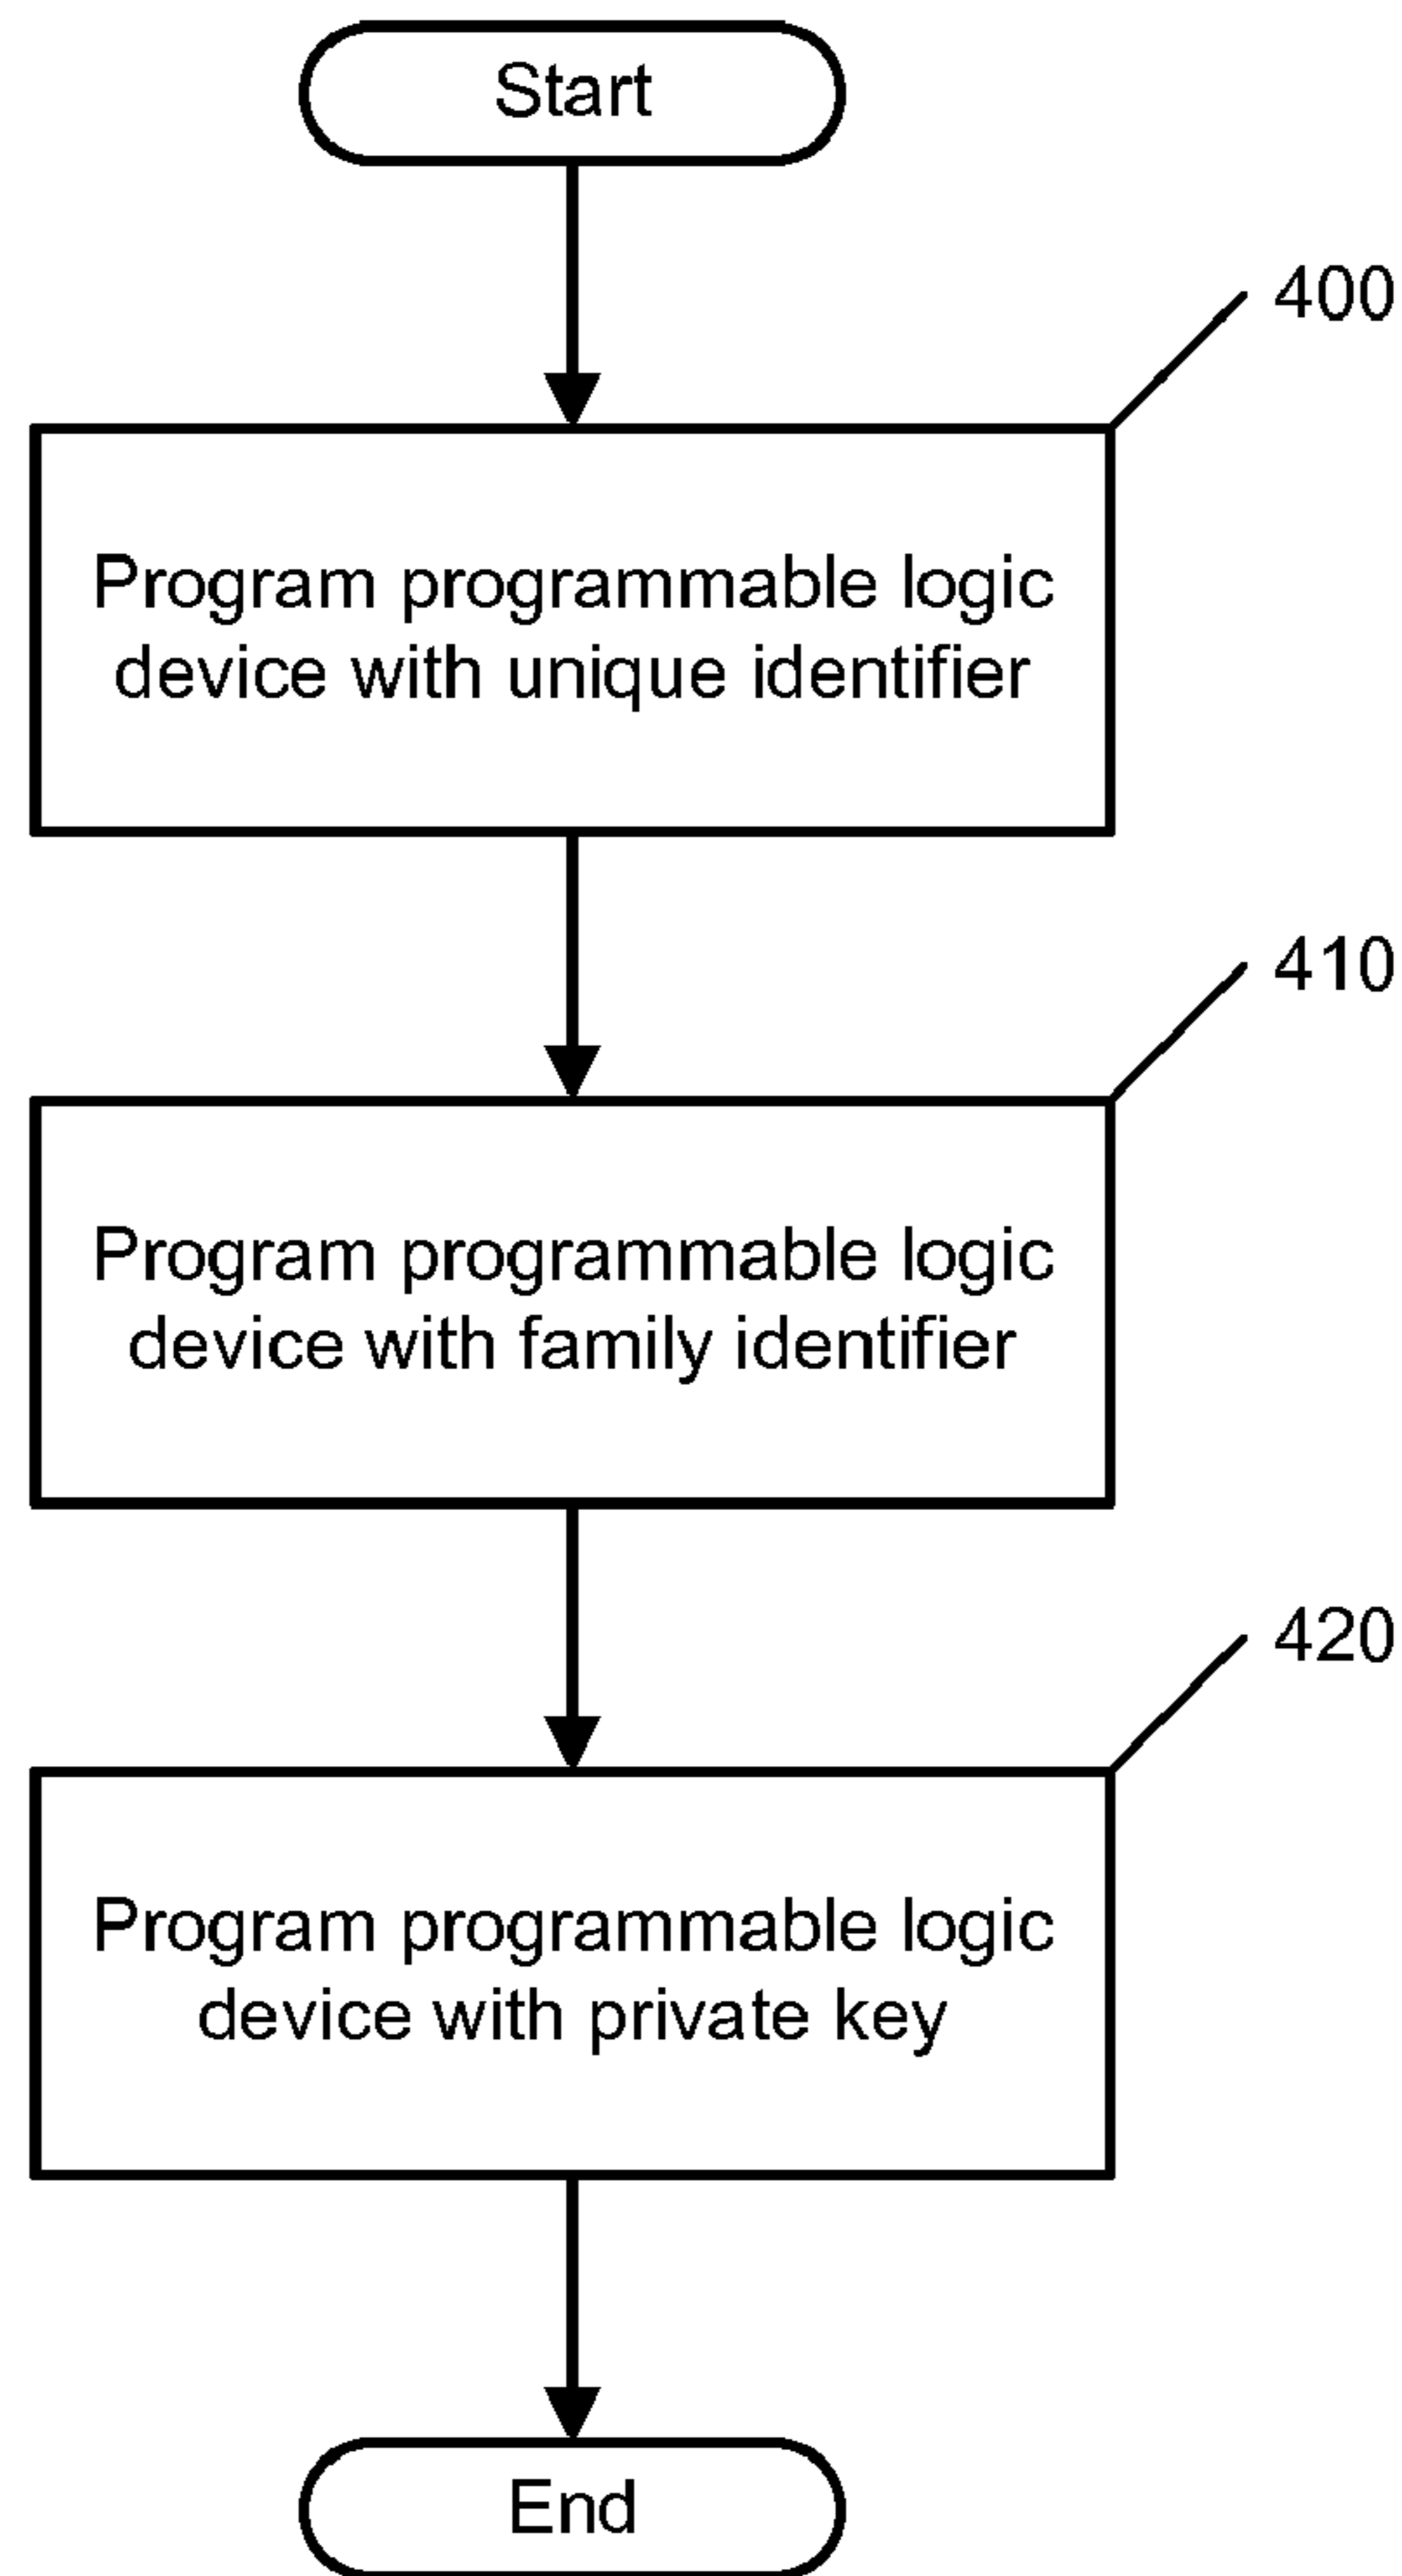 Start
400
Program programmable logic
device with unique identifier
410
Program programmable logic
device with family identifier
420
Program programmable logic
device with private key
End